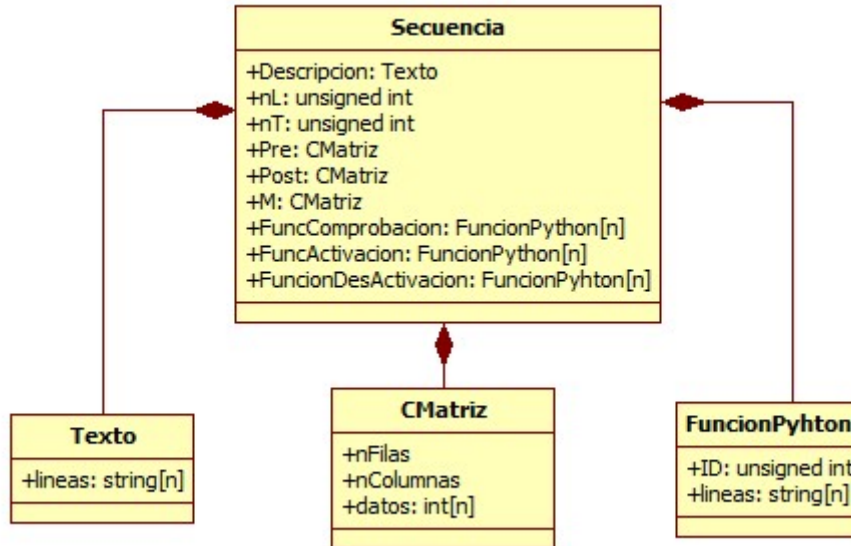 Secuencia
+Descripcion: Texto
+nL: unsigned int
+nT: unsigned int
+Pre: CMatriz
+Post: CMatriz
+M: CMatriz
+FuncComprobacion: FuncionPython[n]
+FuncActivacion: FuncionPython[n]
+FuncionDesActivacion: FuncionPyhton[n]
Texto
+lineas: string[n]
CMatriz
+nFilas
+nColumnas
+datos: int[n]
FuncionPyhton
+ID: unsigned int
+lineas: string[n]